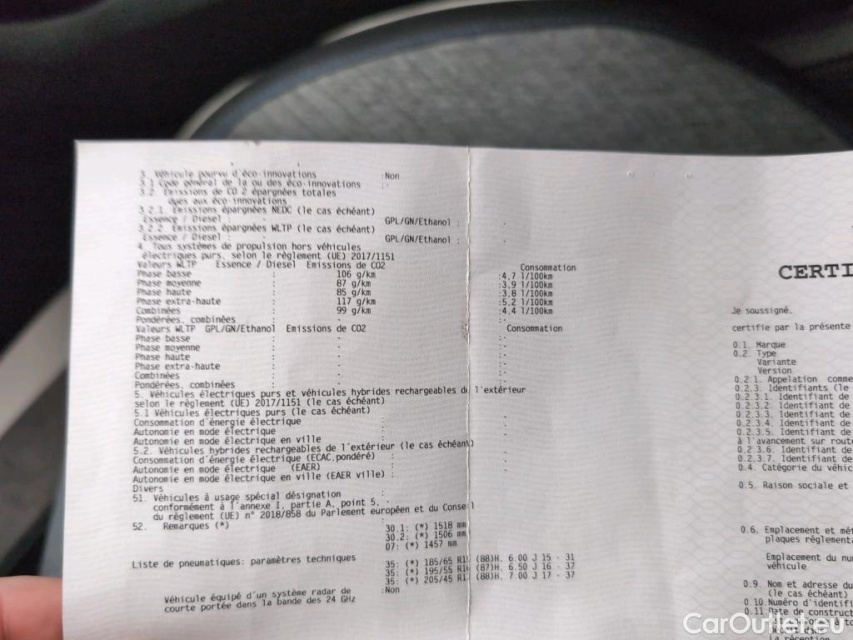 3. Véhicule pourvu d'éco-innovations :Non
3.1 Code général de la ou des éco-innovations :-
3.2. Emissions de CO 2 épargnées totales
dues aux éco innovations
3.2.1. Emissions épargnées NEDC (le cas échéant)
Essence / Diesel : GPL/GN/Ethanol :
3.2.2. Emissions épargnées WLTP (le cas échéant)
Essence / Diesel : GPL/GN/Ethanol :
4. Tous systèmes de propulsion hors véhicules
électriques purs, selon le règlement (UE) 2017/1151
Valeurs WLTP Essence / Diesel Emissions de CO2 Consommation
Phase basse : 106 g/km :4,7 l/100km
Phase moyenne : 87 g/km :3,9 l/100km
Phase haute : 85 g/km :3,8 l/100km
Phase extra-haute : 117 g/km :5,2 l/100km
Combinées : 99 g/km :4,4 l/100km
Pondérées, combinées : - :-
Valeurs WLTP GPL/GN/Ethanol Emissions de CO2 Consommation
Phase basse : - :-
Phase moyenne : - :-
Phase haute : - :-
Phase extra-haute : - :-
Combinées : - :-
Pondérées, combinées : - :-
5. Véhicules électriques purs et véhicules hybrides rechargeables de l'extérieur
selon le règlement (UE) 2017/1151 (le cas échéant)
5.1 Véhicules électriques purs (le cas échéant)
Consommation d'énergie électrique :
Autonomie en mode électrique :
Autonomie en mode électrique en ville :
5.2. Véhicules hybrides rechargeables de l'extérieur (le cas échéant)
Consommation d'énergie électrique (ECAC,pondéré) :
Autonomie en mode électrique (EAER) :
Autonomie en mode électrique en ville (EAER ville) :
Divers
51. Véhicules à usage spécial désignation :
conformément à l'annexe I, partie A, point 5,
du règlement (UE) n° 2018/858 du Parlement européen et du Conseil
52. Remarques (*) 30.1: (*) 1518 mm
30.2: (*) 1506 mm
07: (*) 1457 mm
Liste de pneumatiques: paramètres techniques 35: (*) 185/65 (88)H. 6.00 J 15 - 31
35: (*) 195/55 (87)H. 6.50 J 16 - 37
35: (*) 205/45 (88)H. 7.00 J 17 - 37
Véhicule équipé d'un système radar de :Non
courte portée dans la bande des 24 GHz
CERTI
Je soussigné,
certifie par la présente
0.1. Marque
0.2. Type
Variante
Version
0.2.1. Appelation comme
0.2.3. Identifiants (le
0.2.3.1. Identifiant de
0.2.3.2. Identifiant de
0.2.3.3. Identifiant de
0.2.3.4. Identifiant de
0.2.3.5. Identifiant de
à l'avancement sur rout
0.2.3.6. Identifiant de
0.2.3.7. Identifiant de
0.4. Catégorie du véhic
0.5. Raison sociale et
0.6. Emplacement et mét
plaques réglement
Emplacement du nu
véhicule
0.9. Nom et adresse du
(le cas échéant)
0.10.Numéro d'identifi
0.11.Date de construct
La réception
CarOutlet.eu